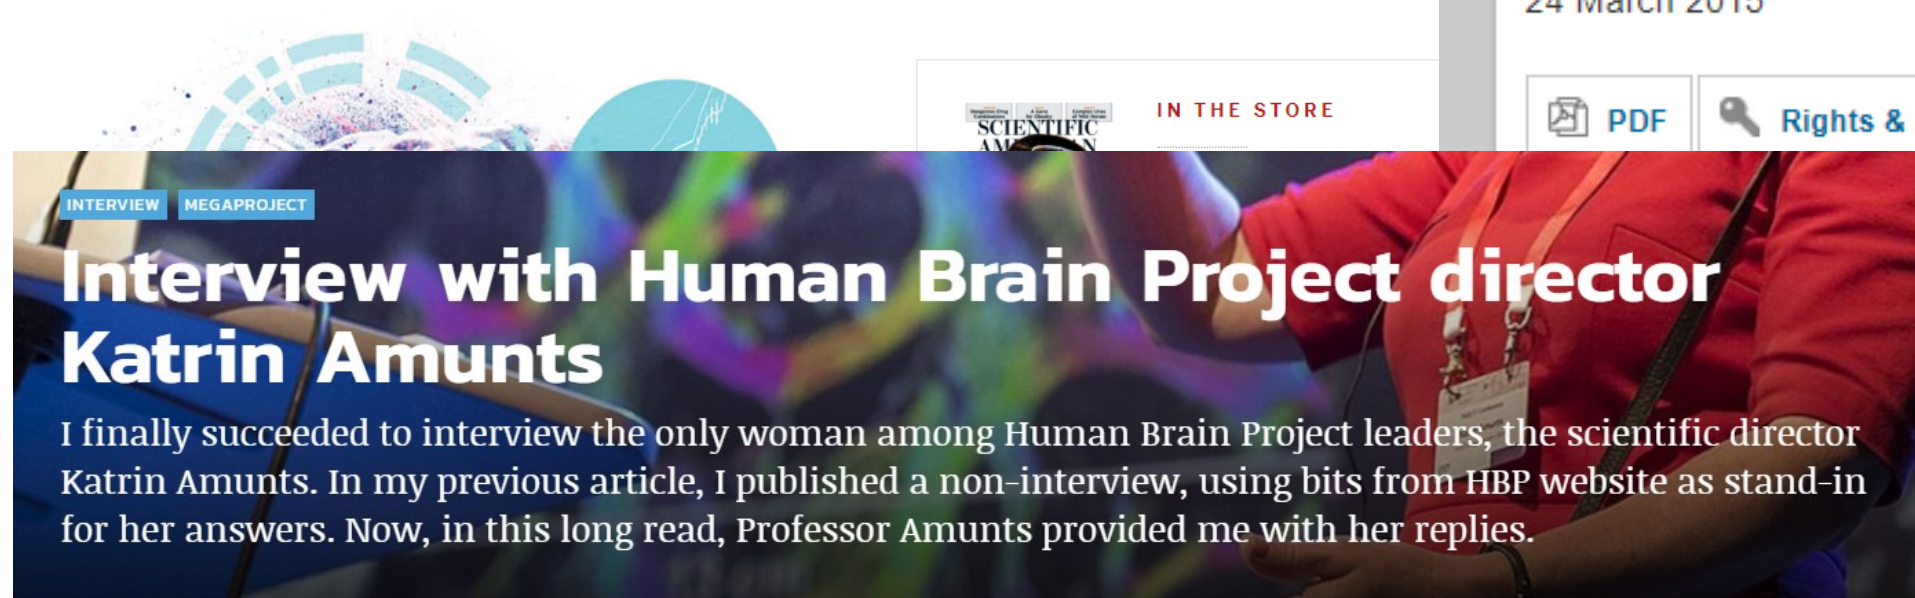 24 March 2015
IN THE STORE
SCIENTIFIC
PDF
Rights &
INTERVIEW
MEGAPROJECT
Interview with Human Brain Project director
Katrin Amunts
I finally succeeded to interview the only woman among Human Brain Project leaders, the scientific director
Katrin Amunts. In my previous article, I published a non-interview, using bits from HBP website as stand-in
for her answers. Now, in this long read, Professor Amunts provided me with her replies.